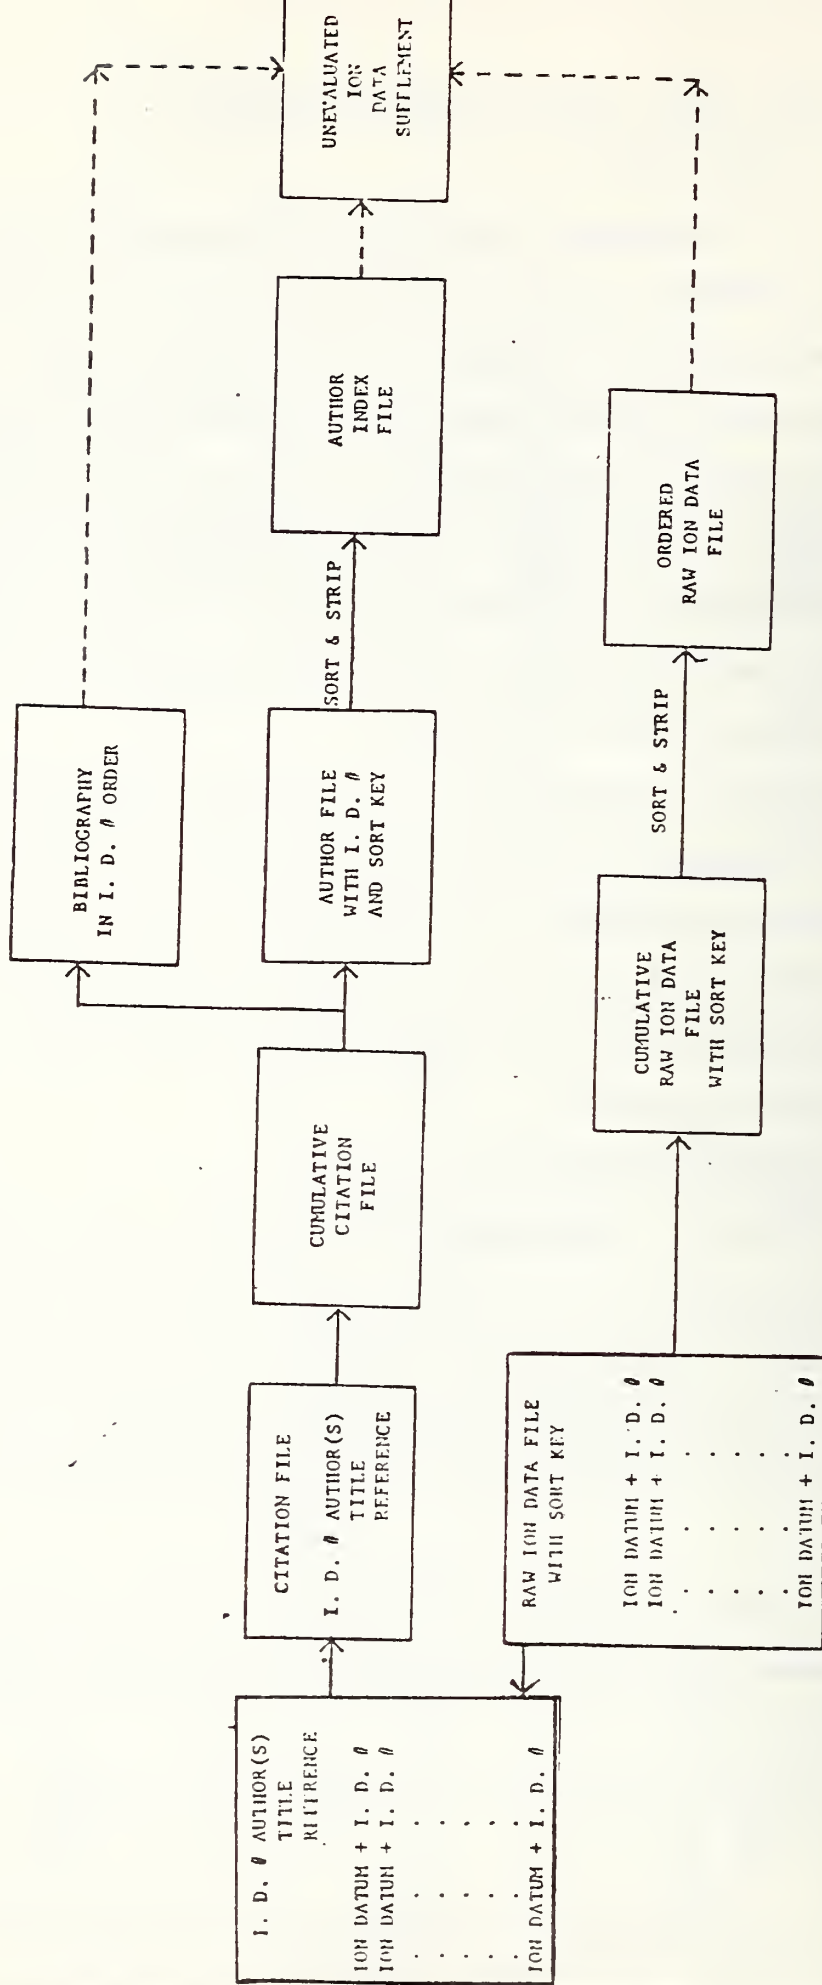 I. D. # AUTHOR(S)
TITLE
REFERENCE
ION DATUM + I. D. #
ION DATUM + I. D. #
. . . .
. . . .
. . . .
. . . .
ION DATUM + I. D. #
CITATION FILE
I. D. # AUTHOR(S)
TITLE
REFERENCE
RAW ION DATA FILE
WITH SORT KEY
ION DATUM + I. D. #
ION DATUM + I. D. #
. . . .
. . . .
. . . .
. . . .
ION DATUM + I. D. #
CUMULATIVE
CITATION
FILE
CUMULATIVE
RAW ION DATA
FILE
WITH SORT KEY
BIBLIOGRAPHY
IN I. D. # ORDER
AUTHOR FILE
WITH I. D. #
AND SORT KEY
SORT & STRIP
SORT & STRIP
AUTHOR
INDEX
FILE
ORDERED
RAW ION DATA
FILE
UNEVALUATED
ION
DATA
SUPPLEMENT